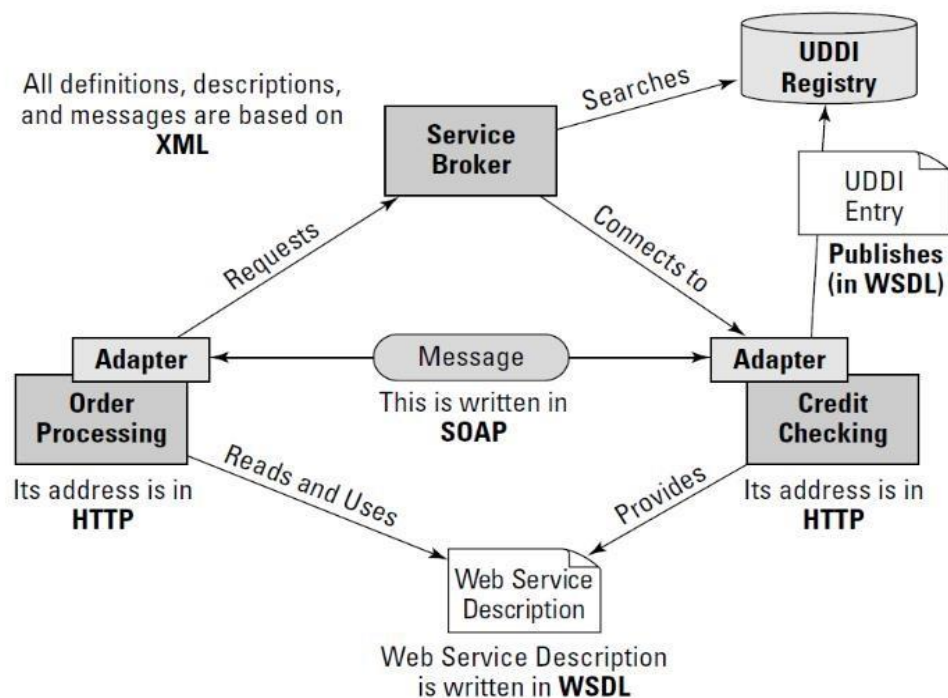 All definitions, descriptions,
and messages are based on
XML
UDDI
Registry
Searches
Service
Broker
UDDI
Entry
Publishes
(in WSDL)
Requests
Connects to
Adapter
Message
Adapter
Order
Processing
This is written in
SOAP
Credit
Checking
Its address is in
HTTP
Reads and Uses
Provides
Its address is in
HTTP
Web Service
Description
Web Service Description
is written in WSDL